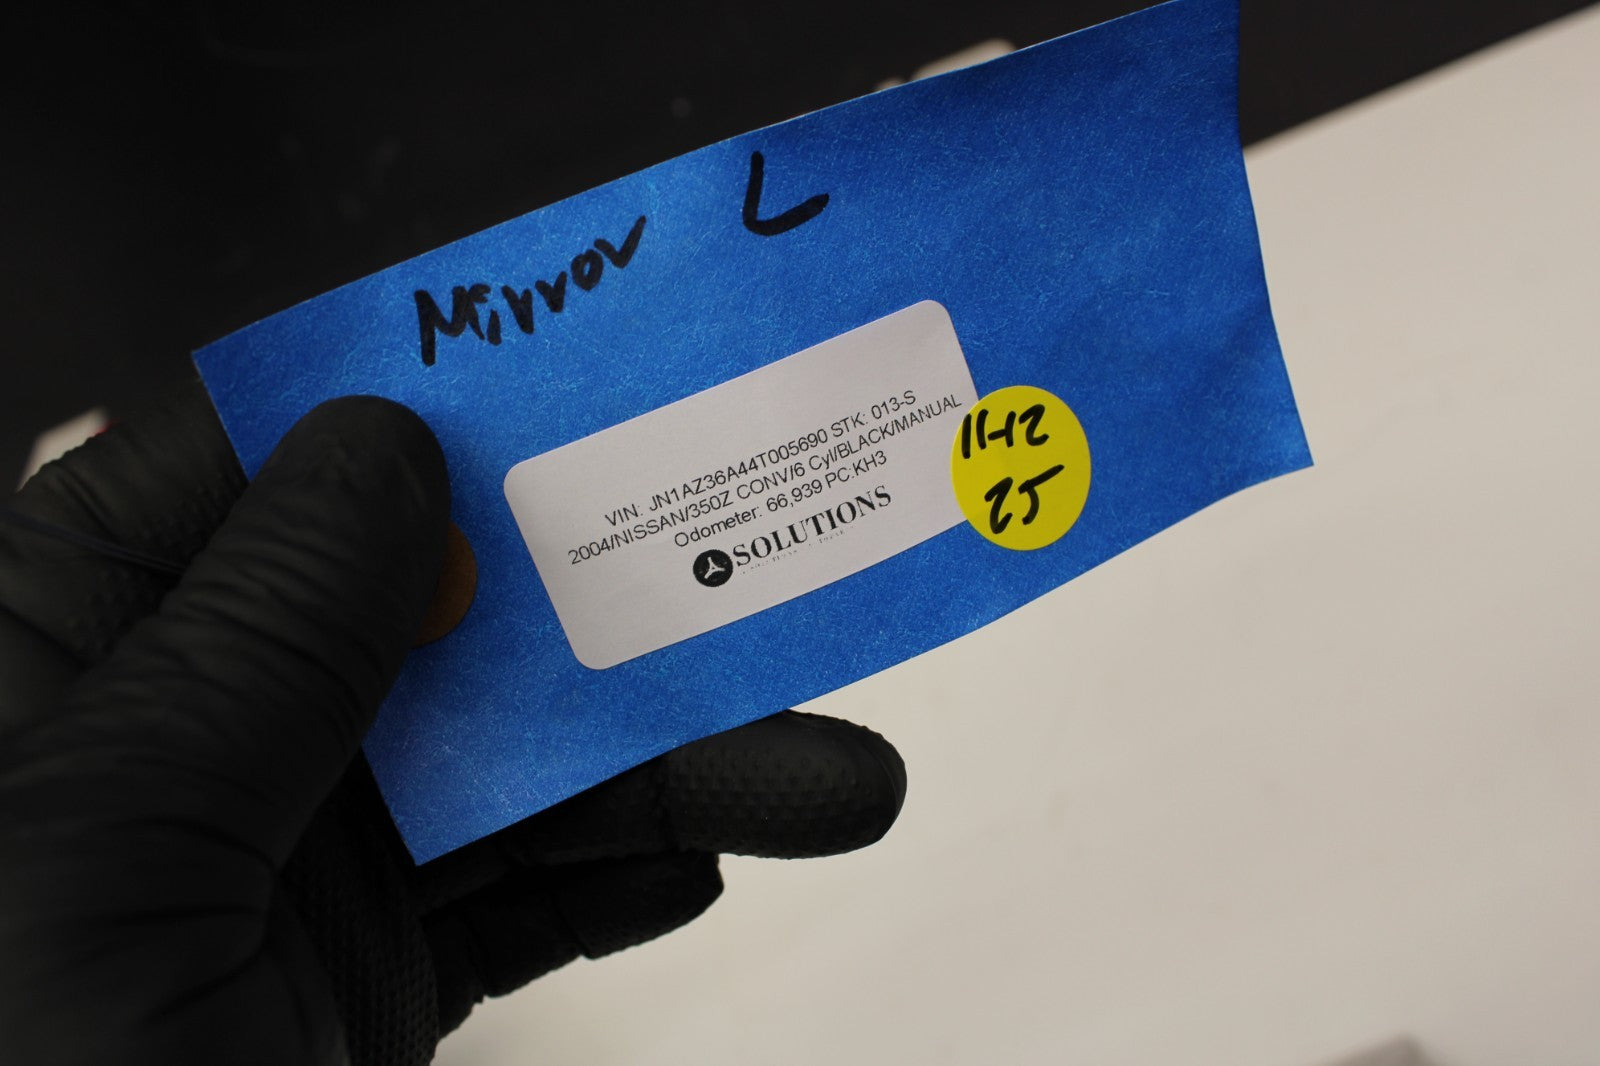 Mirror L
VIN: JN1AZ36A44T005690 STK: 013-S
2004/NISSAN/350Z CONV/6 Cyl/BLACK/MANUAL
Odometer: 66,939 PC:KH3
SOLUTIONS
11-12
25